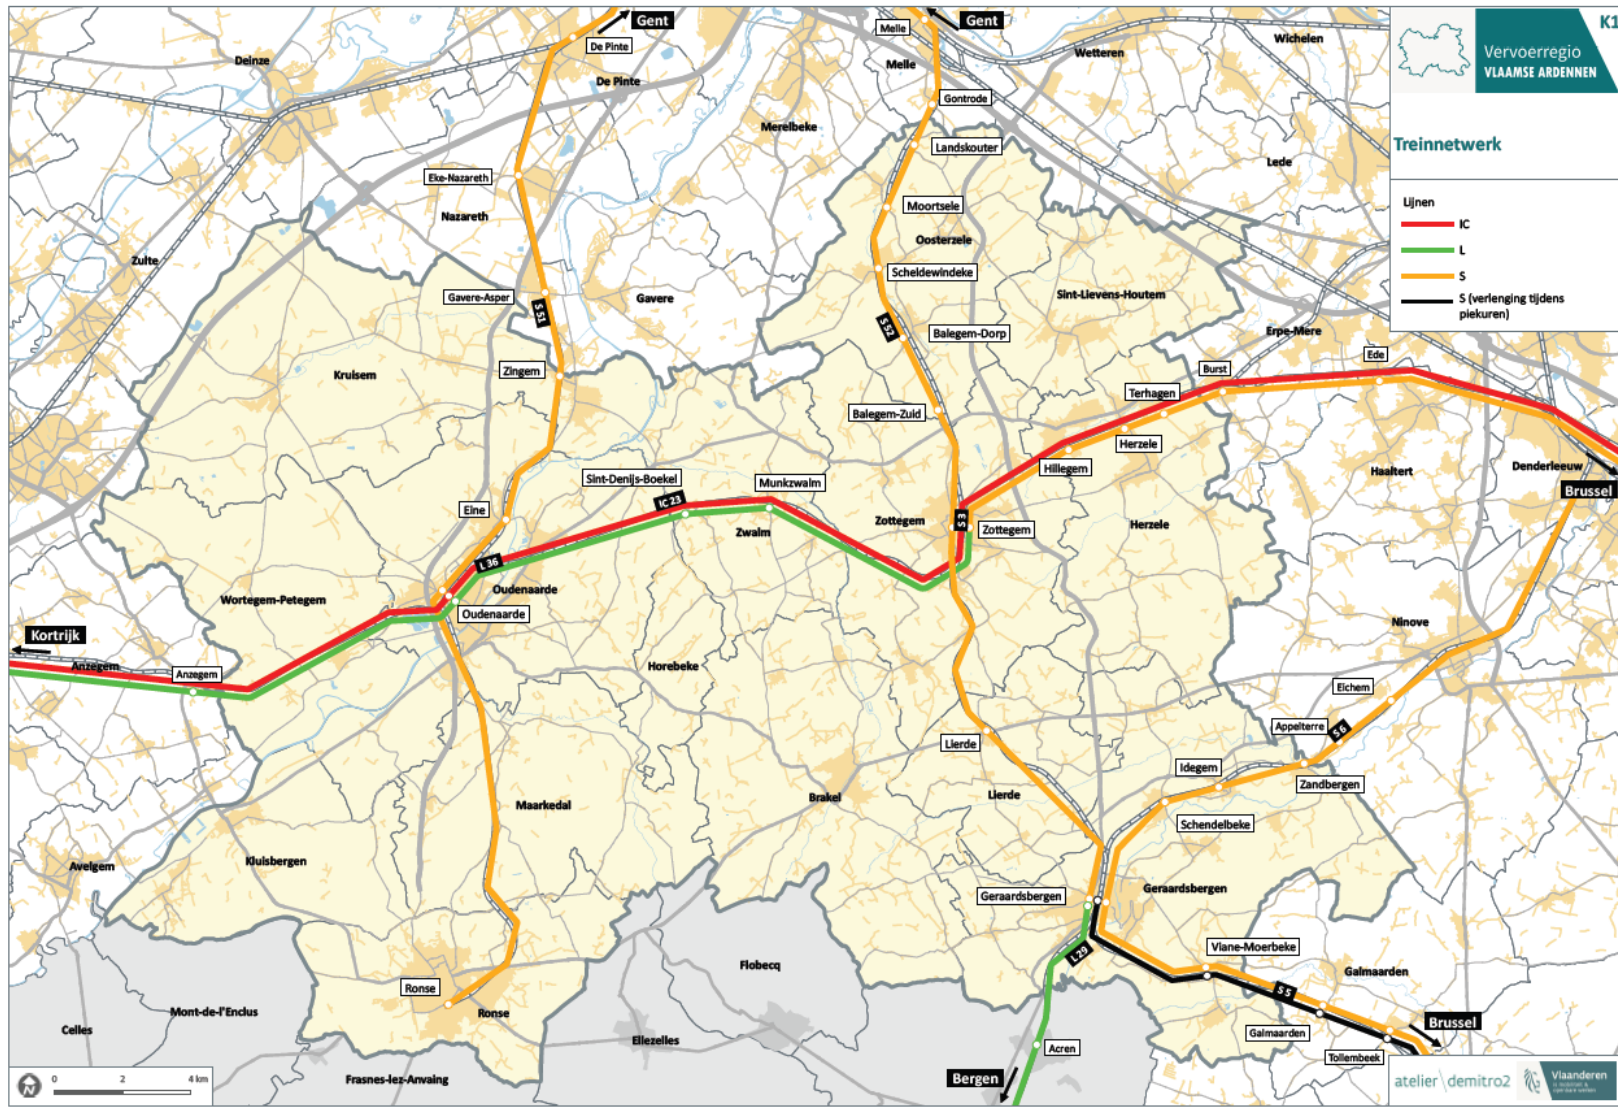 Gent
Gent
K1
De Pinte
Melle
Wichelen
Wetteren
Deinze
Melle
Vervoerregio
VLAAMSE ARDENNEN
De Pinte
Gontrode
Merelbeke
Landskouter
Treinnetwerk
Lede
Eke-Nazareth
Nazareth
Moortsele
Oosterzele
Lijnen
IC
L
S
S (verlenging tijdens
piekuren)
Zulte
Scheldewindeke
Gavere-Asper
Gavere
Sint-Lievens-Houtem
S 51
S 52
Balegem-Dorp
Erpe-Mere
Kruisem
Zingem
Burst
Ede
Terhagen
Balegem-Zuid
Herzele
Hillegem
Haaltert
Denderleeuw
Brussel
Sint-Denijs-Boekel
Munkzwalm
IC 23
Eine
Zwalm
Zottegem
S 3
Zottegem
Herzele
L 36
Oudenaarde
Wortegem-Petegem
Oudenaarde
Ninove
Kortrijk
Anzegem
Anzegem
Horebeke
Eichem
Appelterre
S 6
Lierde
Idegem
Zandbergen
Maarkedal
Brakel
Lierde
Schendelbeke
Avelgem
Kluisbergen
Geraardsbergen
Geraardsbergen
L 29
Viane-Moerbeke
Galmaarden
Flobecq
Ronse
S 5
Mont-de-l'Enclus
Ronse
Celles
Ellezelles
Galmaarden
Brussel
Acren
Tollembeek
Bergen
Frasnes-lez-Anvaing
0 2 4 km
N
atelier\demitro2
Vlaanderen